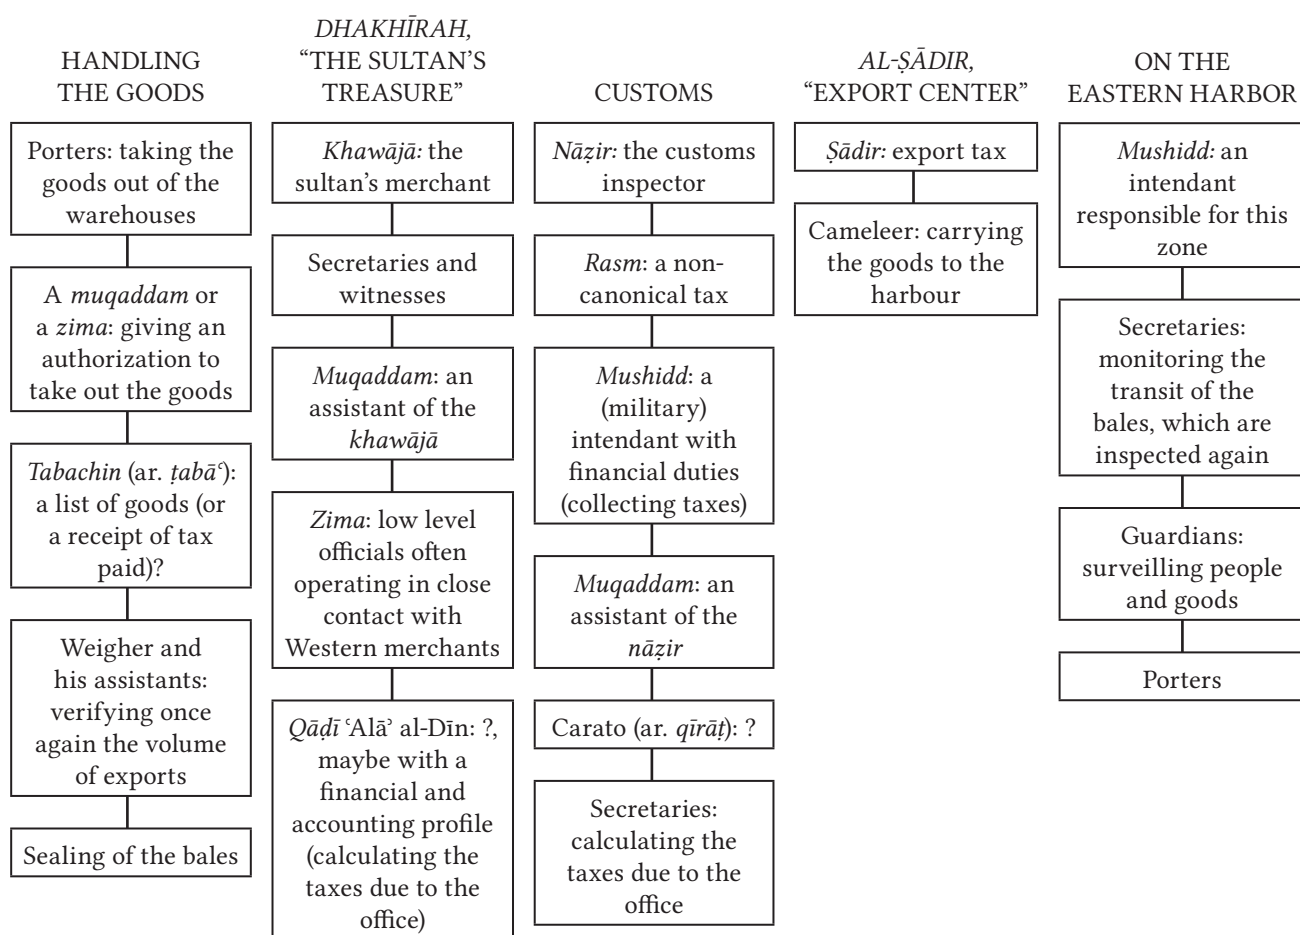 HANDLING
THE GOODS
Porters: taking the
goods out of the
warehouses
A muqaddam or
a zima: giving an
authorization to
take out the goods
Tabachin (ar. ṭabāʿ):
a list of goods (or
a receipt of tax
paid)?
Weigher and
his assistants:
verifying once
again the volume
of exports
Sealing of the bales
DHAKHĪRAH,
“THE SULTAN’S
TREASURE”
Khawājā: the
sultan’s merchant
Secretaries and
witnesses
Muqaddam: an
assistant of the
khawājā
Zima: low level
officials often
operating in close
contact with
Western merchants
Qāḍī ʿAlāʾ al-Dīn: ?,
maybe with a
financial and
accounting profile
(calculating the
taxes due to the
office)
CUSTOMS
Nāẓir: the customs
inspector
Rasm: a non-
canonical tax
Mushidd: a
(military)
intendant with
financial duties
(collecting taxes)
Muqaddam: an
assistant of the
nāẓir
Carato (ar. qīrāṭ): ?
Secretaries:
calculating the
taxes due to the
office
AL-ṢĀDIR,
“EXPORT CENTER”
Ṣādir: export tax
Cameleer: carrying
the goods to the
harbour
ON THE
EASTERN HARBOR
Mushidd: an
intendant
responsible for this
zone
Secretaries:
monitoring the
transit of the
bales, which are
inspected again
Guardians:
surveilling people
and goods
Porters